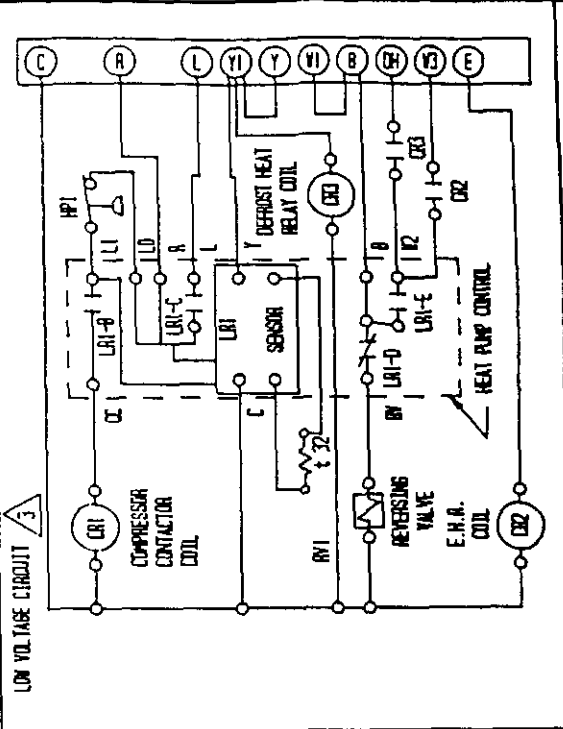 LOW VOLTAGE CIRCUIT
3
C
R
L
Y1
Y
V1
B
OH
W3
E
HP1
L1
LO
R
L
Y
DEFROST HEAT
RELAY COIL
CR3
CR3
CR2
B
W2
LR1-B
LR1-C
LR1
SENSOR
LR1-D
LR1-E
HEAT PUMP CONTROL
CC
C
RV
t 32
CR1
COMPRESSOR
CONTACTOR
COIL
RV1
REVERSING
VALVE
E.H.R.
COIL
CR2